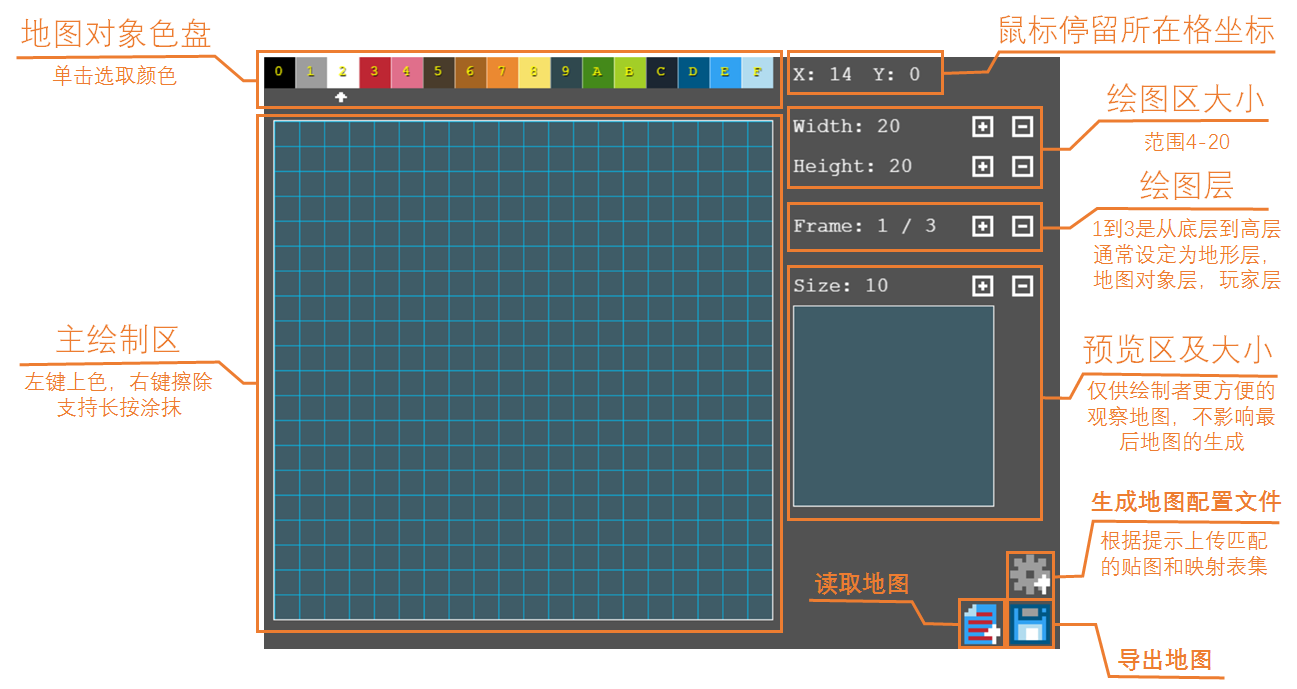 地图对象色盘
单击选取颜色
0 1 2 3 4 5 6 7 8 9 A B C D E F
X: 14 Y: 0
鼠标停留所在格坐标
Width: 20
Height: 20
绘图区大小
范围4-20
Frame: 1 / 3
绘图层
1到3是从底层到高层
通常设定为地形层，
地图对象层，玩家层
Size: 10
主绘制区
左键上色，右键擦除
支持长按涂抹
预览区及大小
仅供绘制者更方便的
观察地图，不影响最
后地图的生成
生成地图配置文件
根据提示上传匹配
的贴图和映射表集
读取地图
导出地图